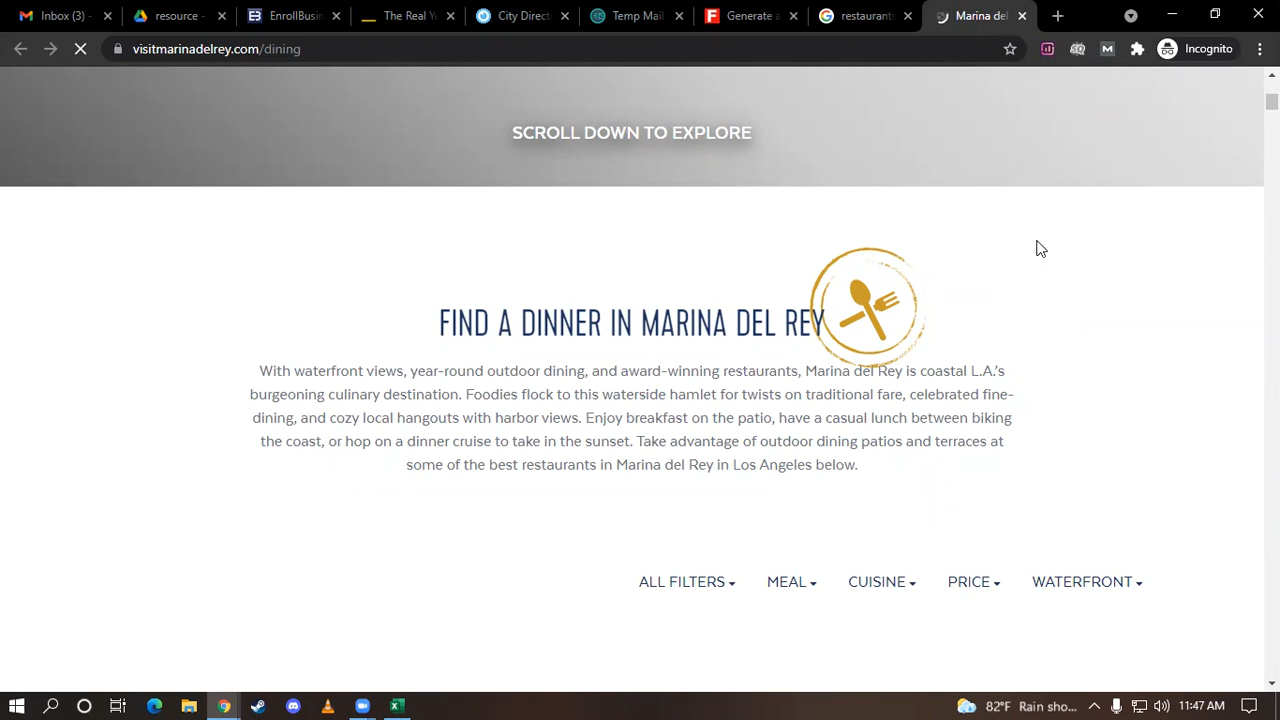 Inbox (3) -
resource -
EnrollBusin
The Real Ye
City Direct
Temp Mail
Generate a
restaurants
Marina del
visitmarinadelrey.com/dining
Incognito
SCROLL DOWN TO EXPLORE
FIND A DINNER IN MARINA DEL REY
With waterfront views, year-round outdoor dining, and award-winning restaurants, Marina del Rey is coastal L.A.'s
burgeoning culinary destination. Foodies flock to this waterside hamlet for twists on traditional fare, celebrated fine-
dining, and cozy local hangouts with harbor views. Enjoy breakfast on the patio, have a casual lunch between biking
the coast, or hop on a dinner cruise to take in the sunset. Take advantage of outdoor dining patios and terraces at
some of the best restaurants in Marina del Rey in Los Angeles below.
ALL FILTERS MEAL CUISINE PRICE WATERFRONT
82°F Rain sho... 11:47 AM